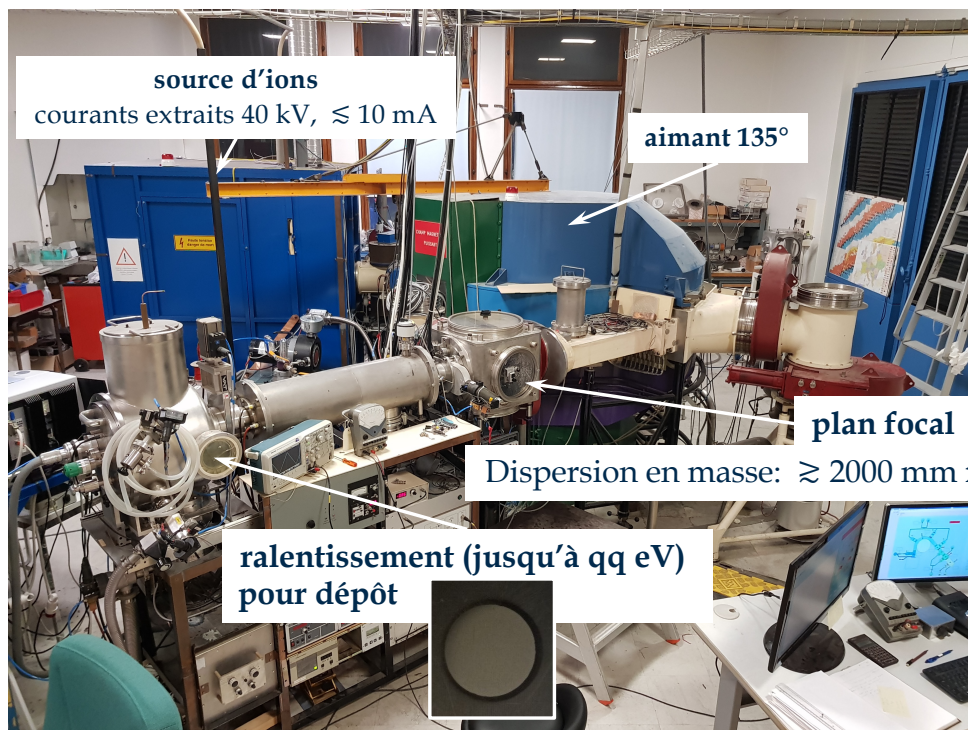 source d'ions
courants extraits 40 kV, ≲ 10 mA
aimant 135°
plan focal
Dispersion en masse: ≳ 2000 mm
ralentissement (jusqu'à qq eV)
pour dépôt